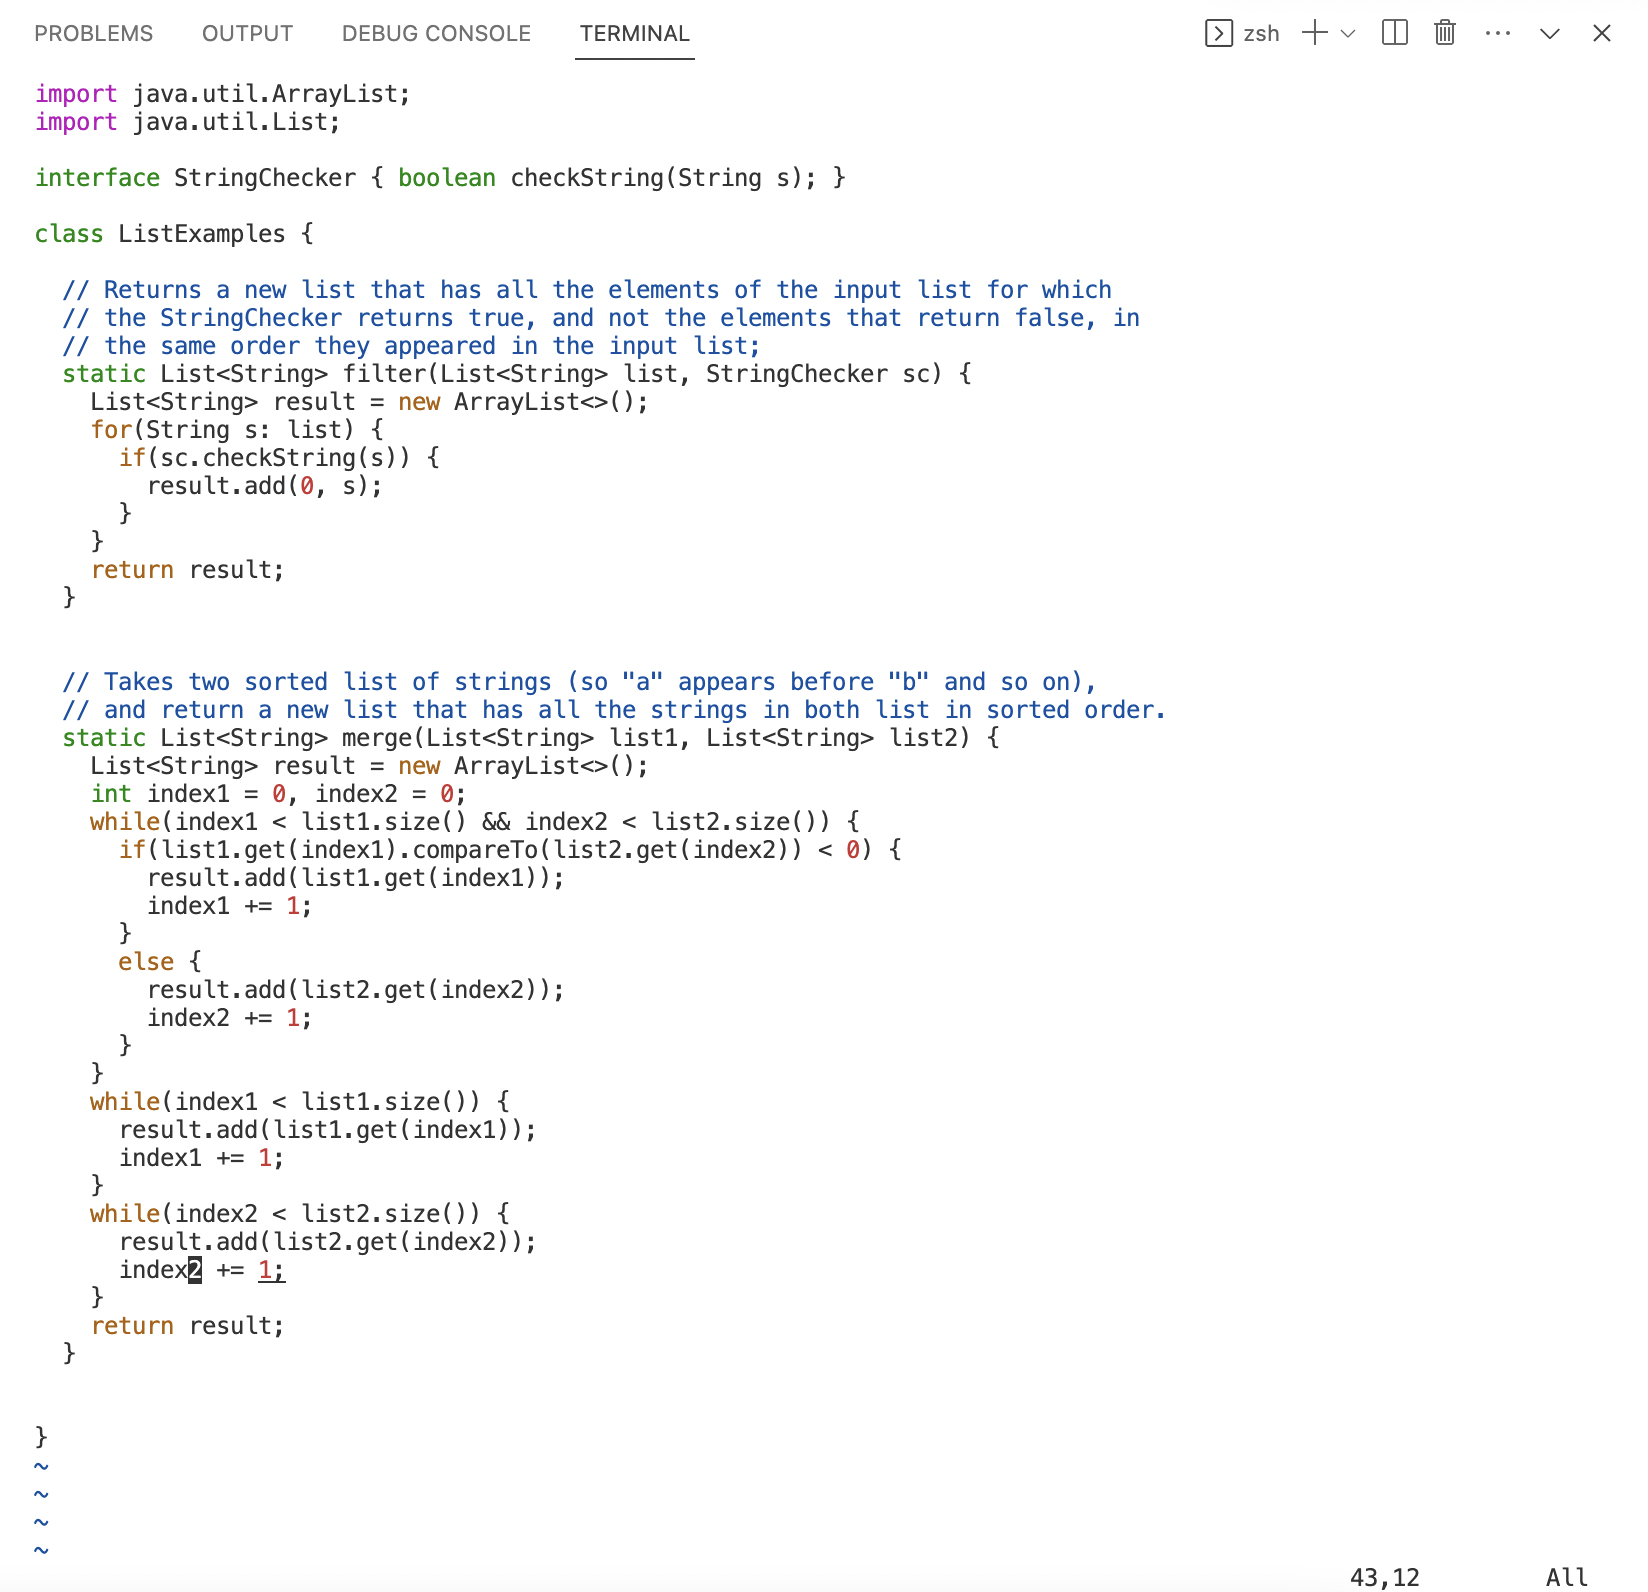 PROBLEMS OUTPUT DEBUG CONSOLE TERMINAL zsh
import java.util.ArrayList;
import java.util.List;

interface StringChecker { boolean checkString(String s); }

class ListExamples {

  // Returns a new list that has all the elements of the input list for which
  // the StringChecker returns true, and not the elements that return false, in
  // the same order they appeared in the input list;
  static List<String> filter(List<String> list, StringChecker sc) {
    List<String> result = new ArrayList<>();
    for(String s: list) {
      if(sc.checkString(s)) {
        result.add(0, s);
      }
    }
    return result;
  }


  // Takes two sorted list of strings (so "a" appears before "b" and so on),
  // and return a new list that has all the strings in both list in sorted order.
  static List<String> merge(List<String> list1, List<String> list2) {
    List<String> result = new ArrayList<>();
    int index1 = 0, index2 = 0;
    while(index1 < list1.size() && index2 < list2.size()) {
      if(list1.get(index1).compareTo(list2.get(index2)) < 0) {
        result.add(list1.get(index1));
        index1 += 1;
      }
      else {
        result.add(list2.get(index2));
        index2 += 1;
      }
    }
    while(index1 < list1.size()) {
      result.add(list1.get(index1));
      index1 += 1;
    }
    while(index2 < list2.size()) {
      result.add(list2.get(index2));
      index2 += 1;
    }
    return result;
  }


}
~
~
~
~
43,12 All